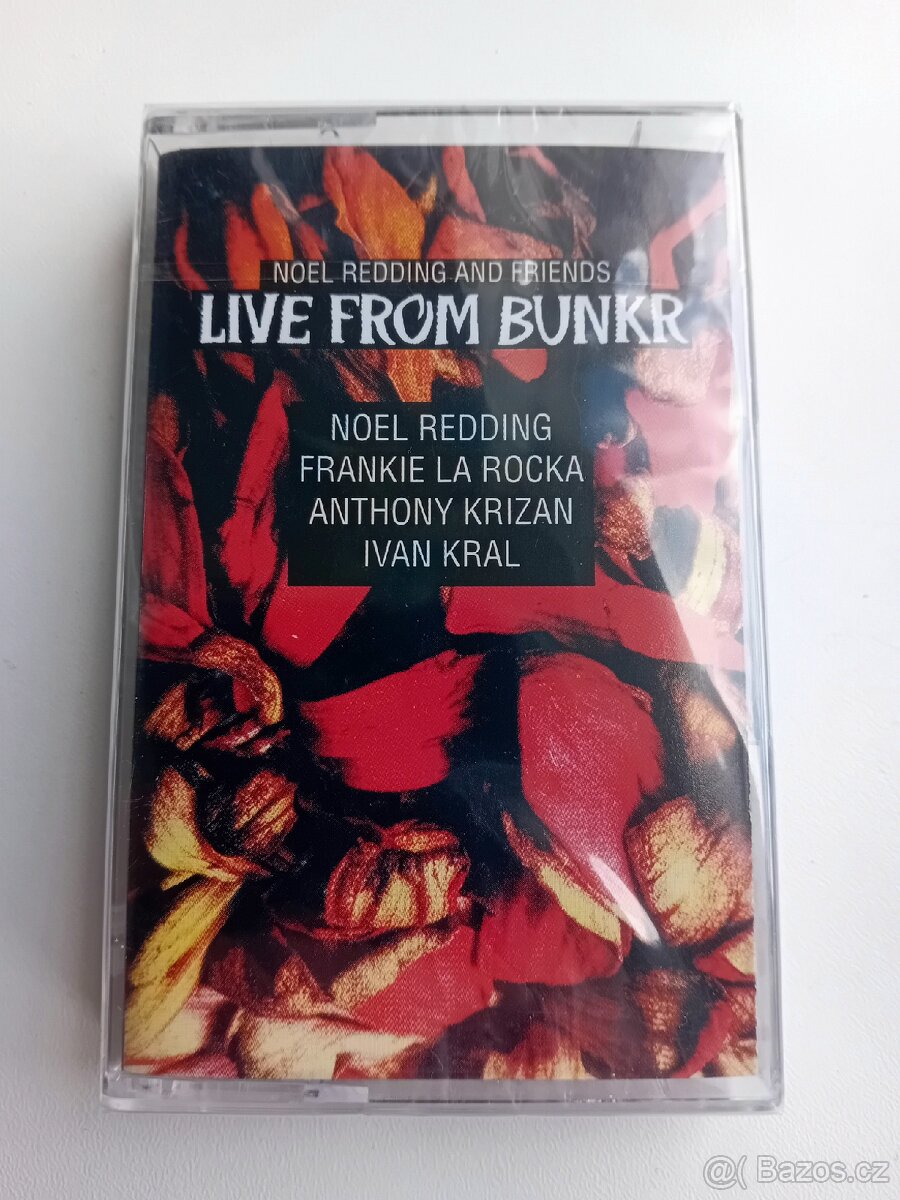 NOEL REDDING AND FRIENDS
LIVE FROM BUNKR
NOEL REDDING
FRANKIE LA ROCKA
ANTHONY KRIZAN
IVAN KRAL
@( Bazos.cz